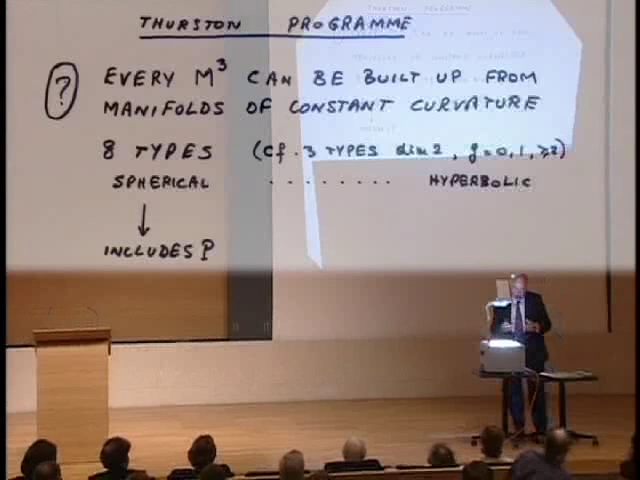 THURSTON PROGRAMME
? EVERY M³ CAN BE BUILT UP FROM
MANIFOLDS OF CONSTANT CURVATURE
8 TYPES (cf. 3 TYPES dim 2, g=0,1,≥2)
SPHERICAL ........ HYPERBOLIC
↓
INCLUDES P